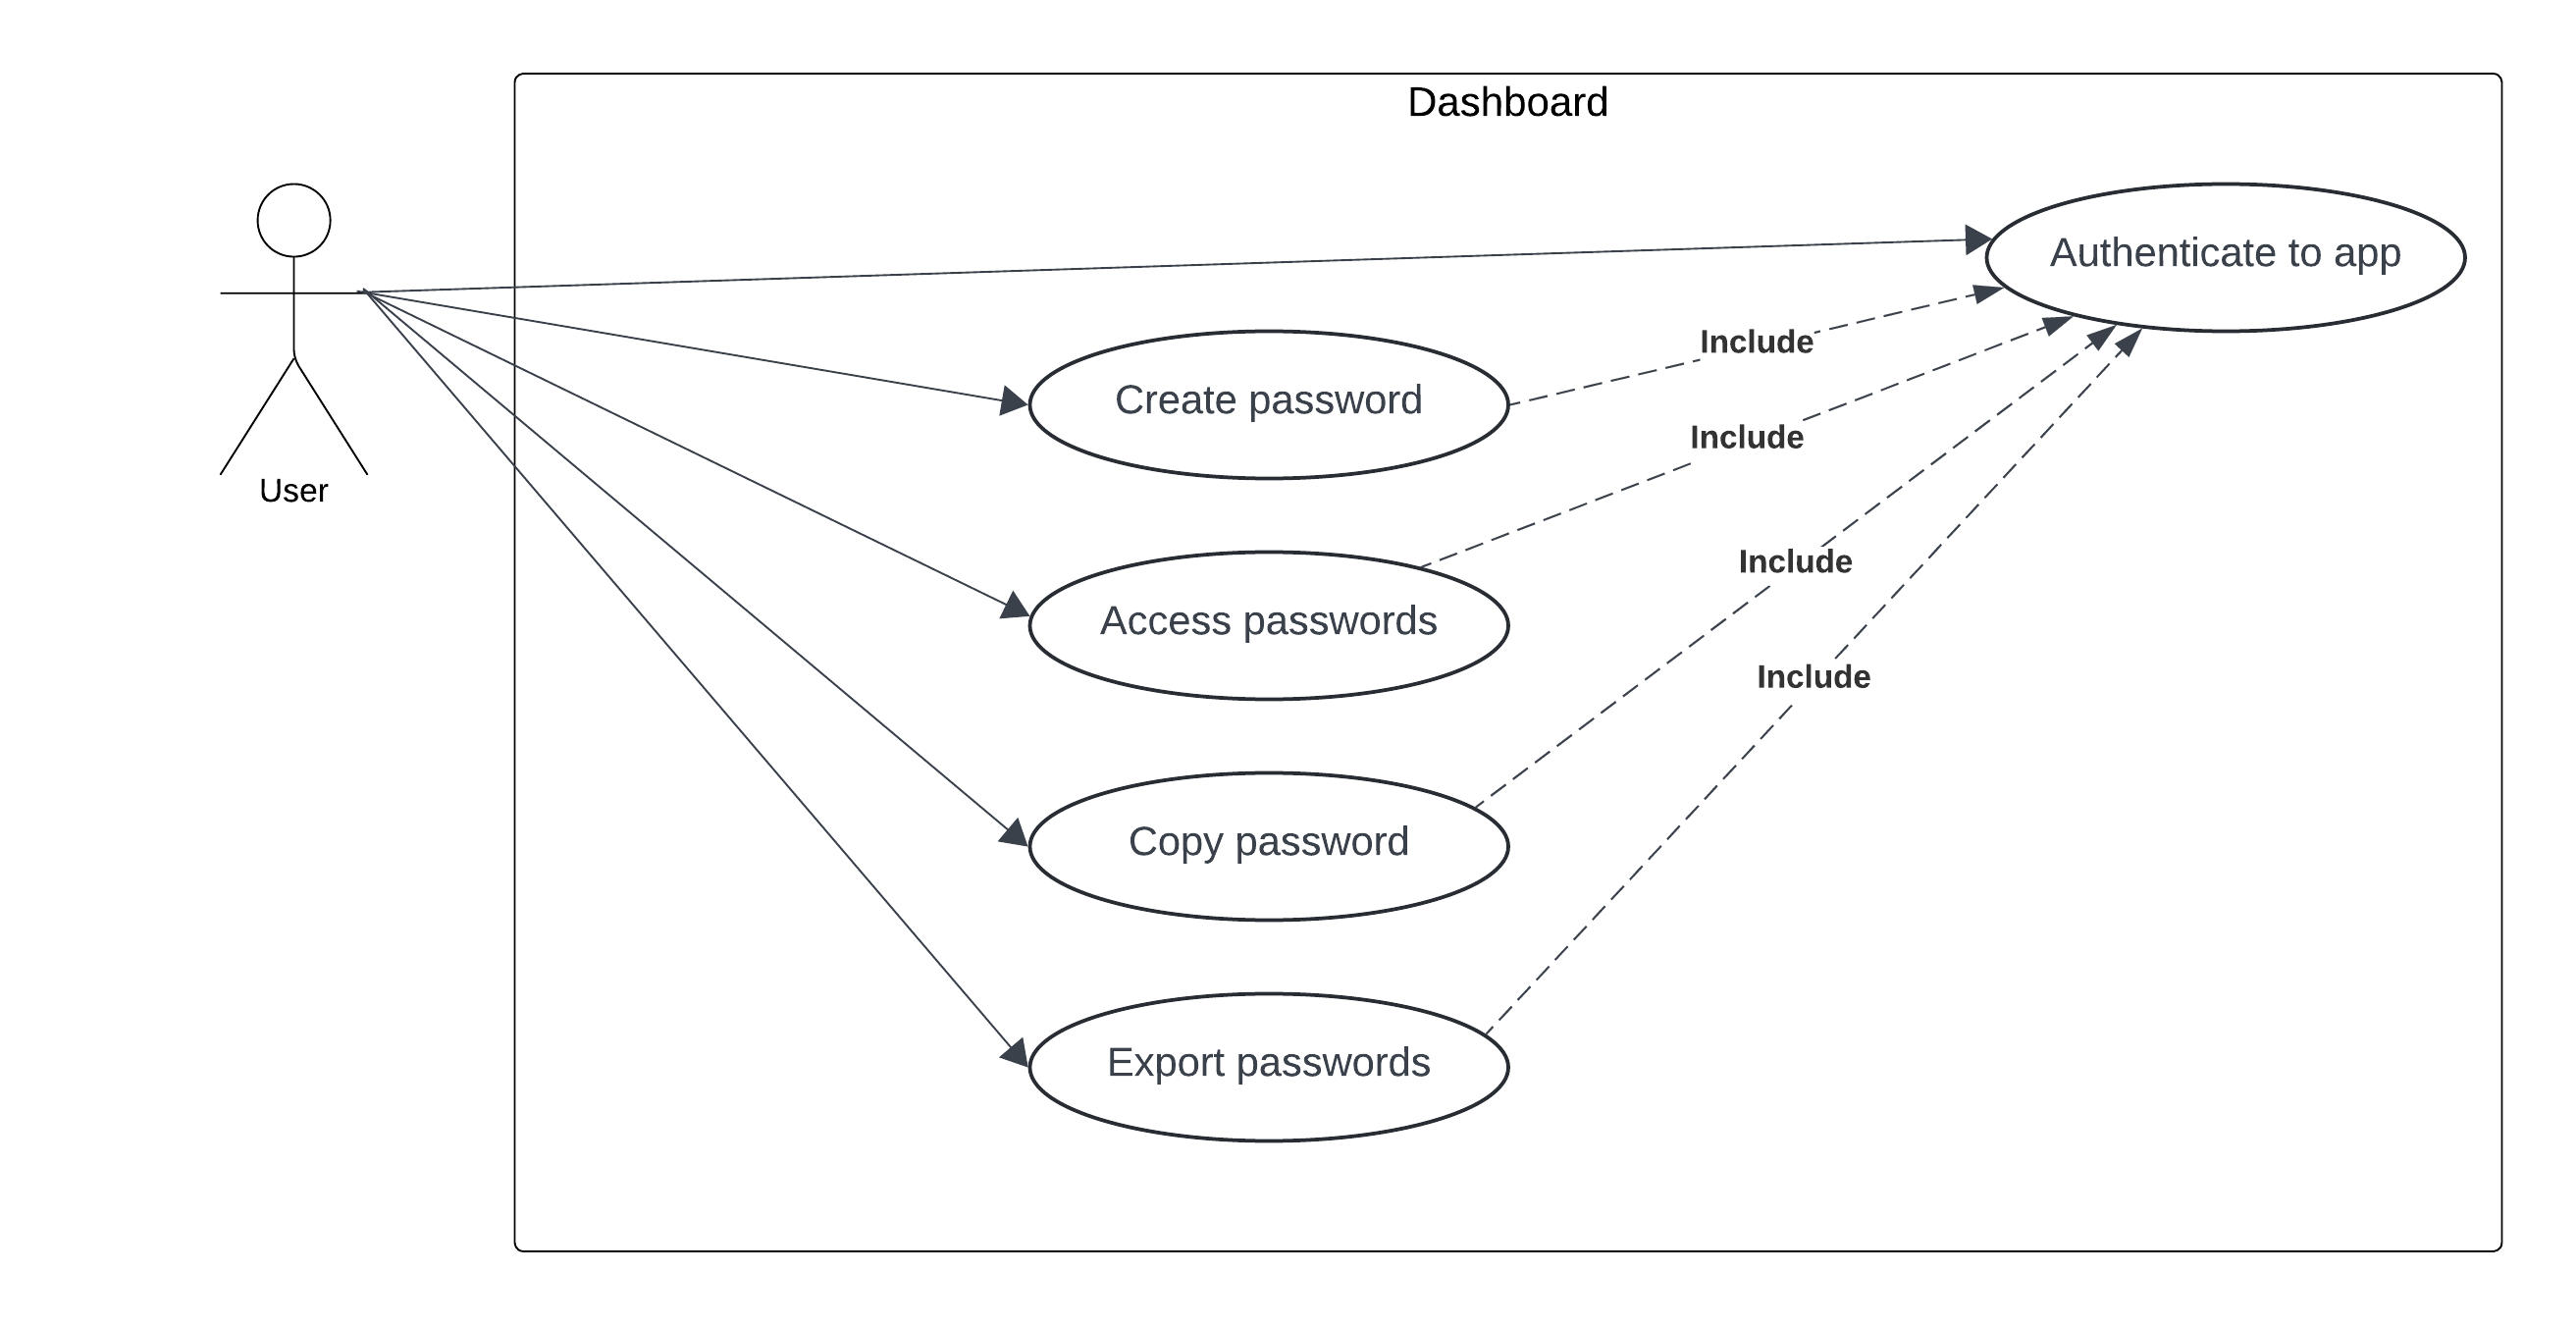 Dashboard
Authenticate to app
Include
Create password
Include
User
Include
Access passwords
Include
Copy password
Export passwords